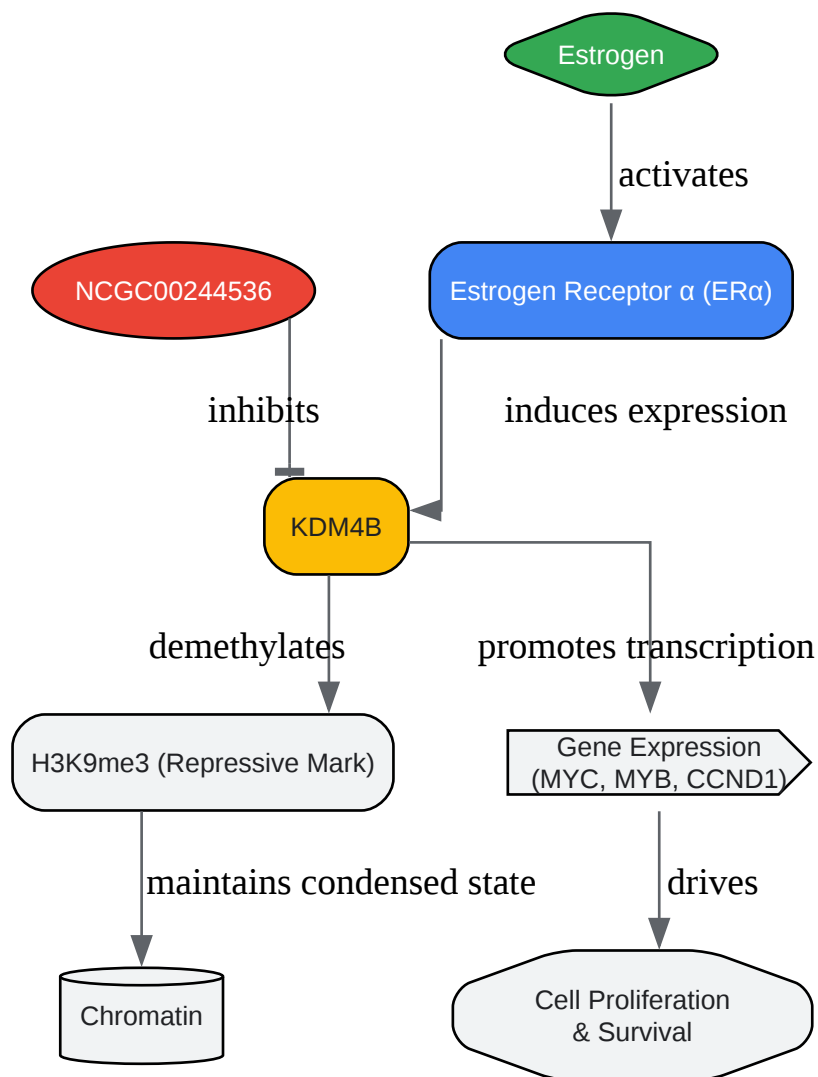 Estrogen
activates
NCGC00244536
Estrogen Receptor α (ERα)
inhibits
induces expression
KDM4B
demethylates
promotes transcription
H3K9me3 (Repressive Mark)
Gene Expression
(MYC, MYB, CCND1)
maintains condensed state
drives
Chromatin
Cell Proliferation
& Survival